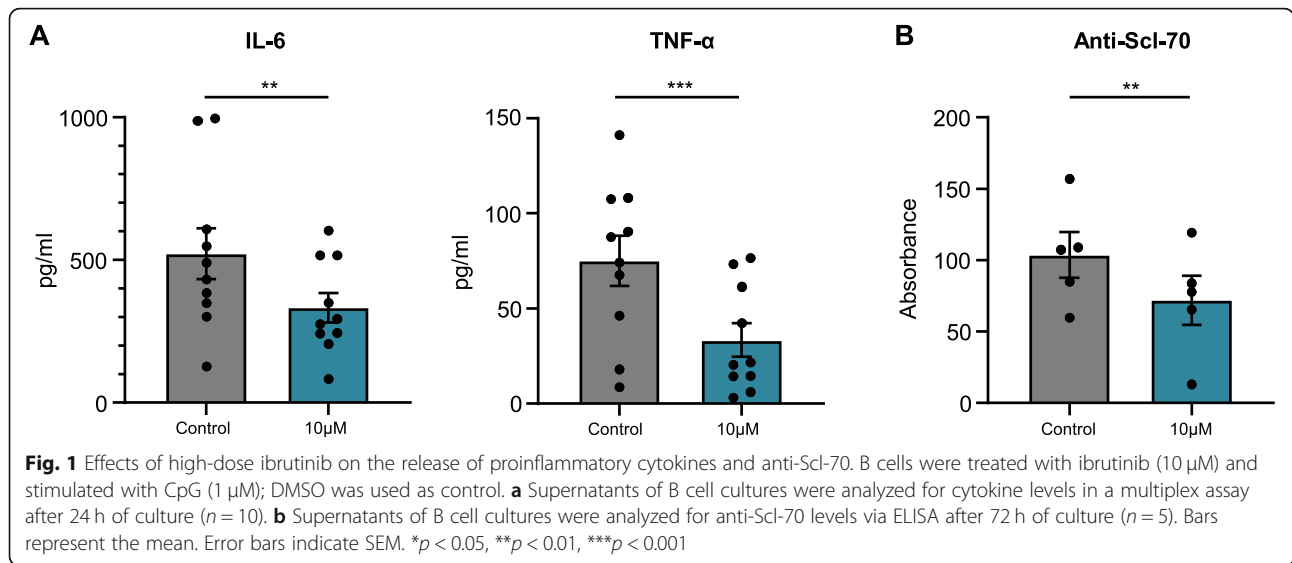 A
IL-6
**
pg/ml
1000
500
0
Control
10µM
TNF-α
***
pg/ml
150
100
50
0
Control
10µM
B
Anti-Scl-70
**
Absorbance
200
150
100
50
0
Control
10µM
Fig. 1 Effects of high-dose ibrutinib on the release of proinflammatory cytokines and anti-Scl-70. B cells were treated with ibrutinib (10 µM) and
stimulated with CpG (1 µM); DMSO was used as control. a Supernatants of B cell cultures were analyzed for cytokine levels in a multiplex assay
after 24 h of culture (n = 10). b Supernatants of B cell cultures were analyzed for anti-Scl-70 levels via ELISA after 72 h of culture (n = 5). Bars
represent the mean. Error bars indicate SEM. *p < 0.05, **p < 0.01, ***p < 0.001